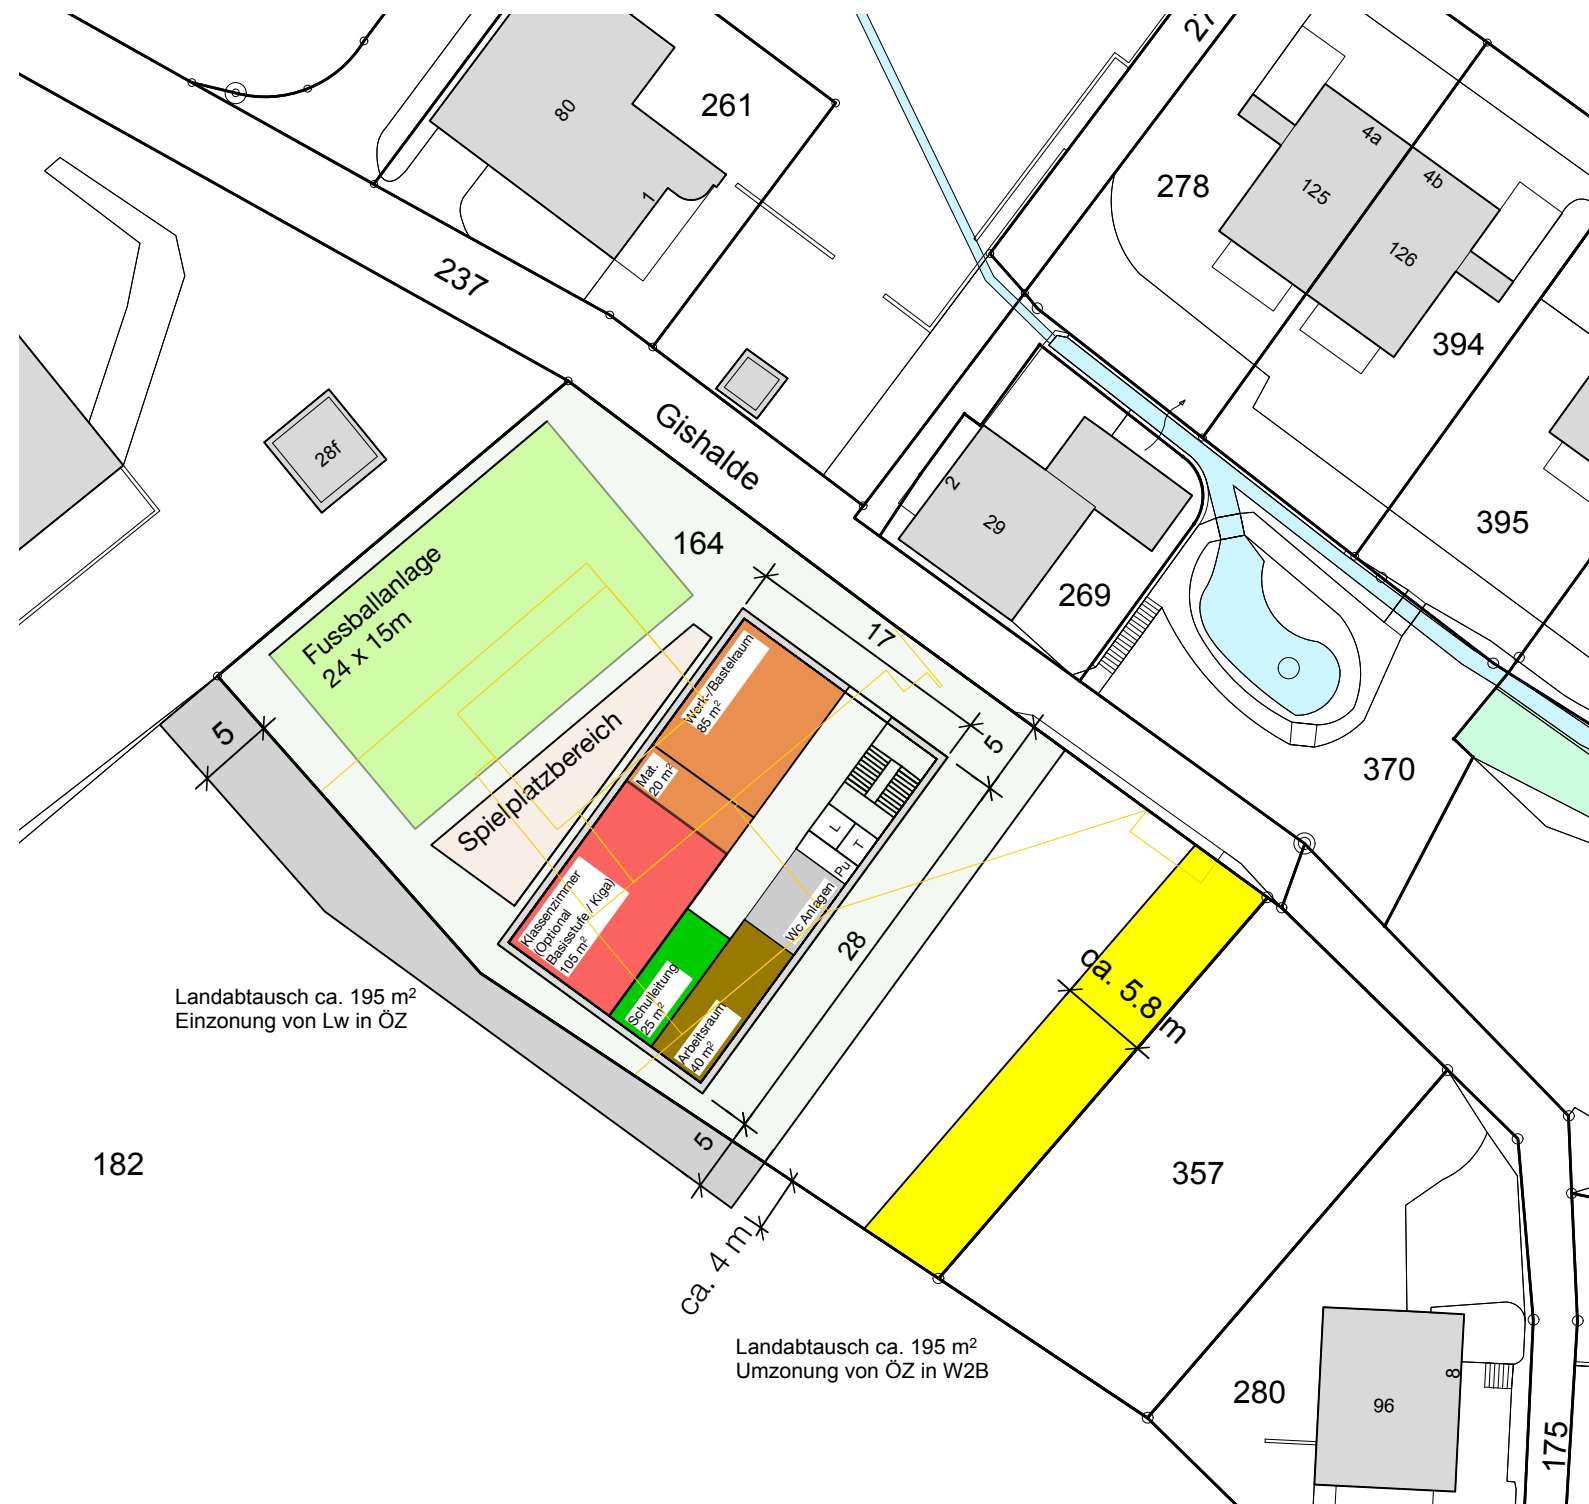 80
1
261
237
27
278
4a
4b
125
126
394
28f
Gishalde
2
29
395
164
269
Fussballanlage
24 x 15m
17
Werk-/Bastelraum
85 m²
5
5
Spielplatzbereich
Mat.
20 m²
370
L
T
Pu
Wc Anlagen
Klassenzimmer
(Optional
Basisstufe / Kiga)
105 m²
28
Schulleitung
25 m²
Arbeitsraum
40 m²
ca. 5.8 m
Landabtausch ca. 195 m²
Einzonung von Lw in ÖZ
182
5
357
ca. 4 m
Landabtausch ca. 195 m²
Umzonung von ÖZ in W2B
280
96
8
175